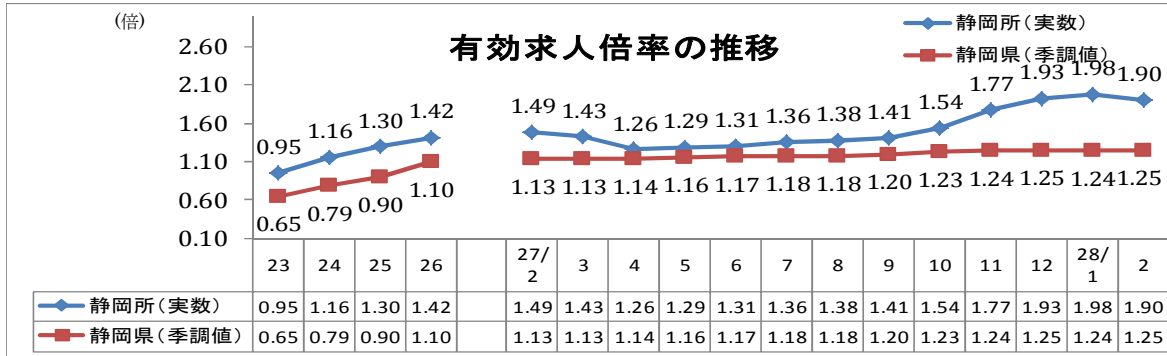 (倍)
有効求人倍率の推移
静岡所(実数)
静岡県(季調値)
2.60
2.10
1.60
1.10
0.60
0.10
0.95 1.16 1.30 1.42 1.49 1.43 1.26 1.29 1.31 1.36 1.38 1.41 1.54 1.77 1.93 1.98 1.90
0.65 0.79 0.90 1.10 1.13 1.13 1.14 1.16 1.17 1.18 1.18 1.20 1.23 1.24 1.25 1.24 1.25
23 24 25 26 27/2 3 4 5 6 7 8 9 10 11 12 28/1 2
静岡所(実数) 0.95 1.16 1.30 1.42 1.49 1.43 1.26 1.29 1.31 1.36 1.38 1.41 1.54 1.77 1.93 1.98 1.90
静岡県(季調値) 0.65 0.79 0.90 1.10 1.13 1.13 1.14 1.16 1.17 1.18 1.18 1.20 1.23 1.24 1.25 1.24 1.25